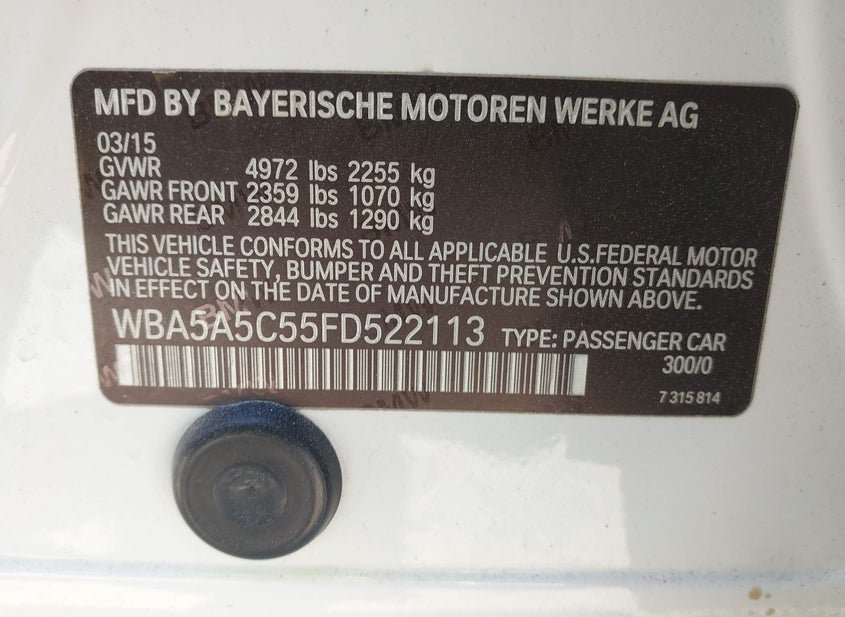 MFD BY BAYERISCHE MOTOREN WERKE AG
03/15
GVWR 4972 lbs 2255 kg
GAWR FRONT 2359 lbs 1070 kg
GAWR REAR 2844 lbs 1290 kg
THIS VEHICLE CONFORMS TO ALL APPLICABLE U.S.FEDERAL MOTOR
VEHICLE SAFETY, BUMPER AND THEFT PREVENTION STANDARDS
IN EFFECT ON THE DATE OF MANUFACTURE SHOWN ABOVE.
WBA5A5C55FD522113 TYPE: PASSENGER CAR
300/0
7 315 814